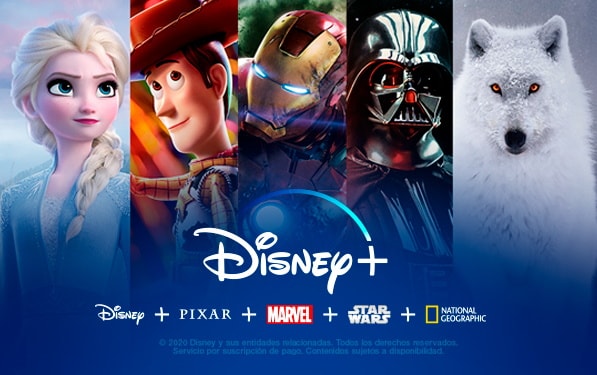 Disney+
Disney + PIXAR + MARVEL + STAR WARS + NATIONAL GEOGRAPHIC
© 2020 Disney y sus entidades relacionadas. Todos los derechos reservados.
Servicio por suscripción de pago. Contenidos sujetos a disponibilidad.